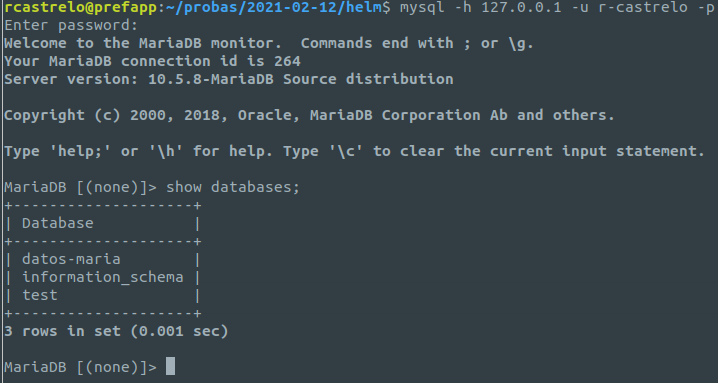 rcastrelo@prefapp:~/probas/2021-02-12/helm$ mysql -h 127.0.0.1 -u r-castrelo -p
Enter password:
Welcome to the MariaDB monitor.  Commands end with ; or \g.
Your MariaDB connection id is 264
Server version: 10.5.8-MariaDB Source distribution
Copyright (c) 2000, 2018, Oracle, MariaDB Corporation Ab and others.
Type 'help;' or '\h' for help. Type '\c' to clear the current input statement.
MariaDB [(none)]> show databases;
+--------------------+
| Database           |
+--------------------+
| datos-maria        |
| information_schema |
| test               |
+--------------------+
3 rows in set (0.001 sec)
MariaDB [(none)]>